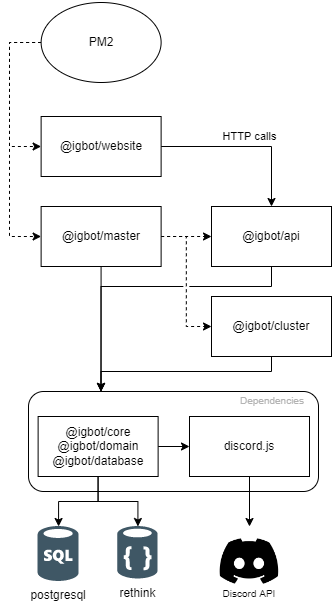 PM2
@igbot/website
HTTP calls
@igbot/master
@igbot/api
@igbot/cluster
Dependencies
@igbot/core
@igbot/domain
@igbot/database
discord.js
SQL
{ }
postgresql
rethink
Discord API